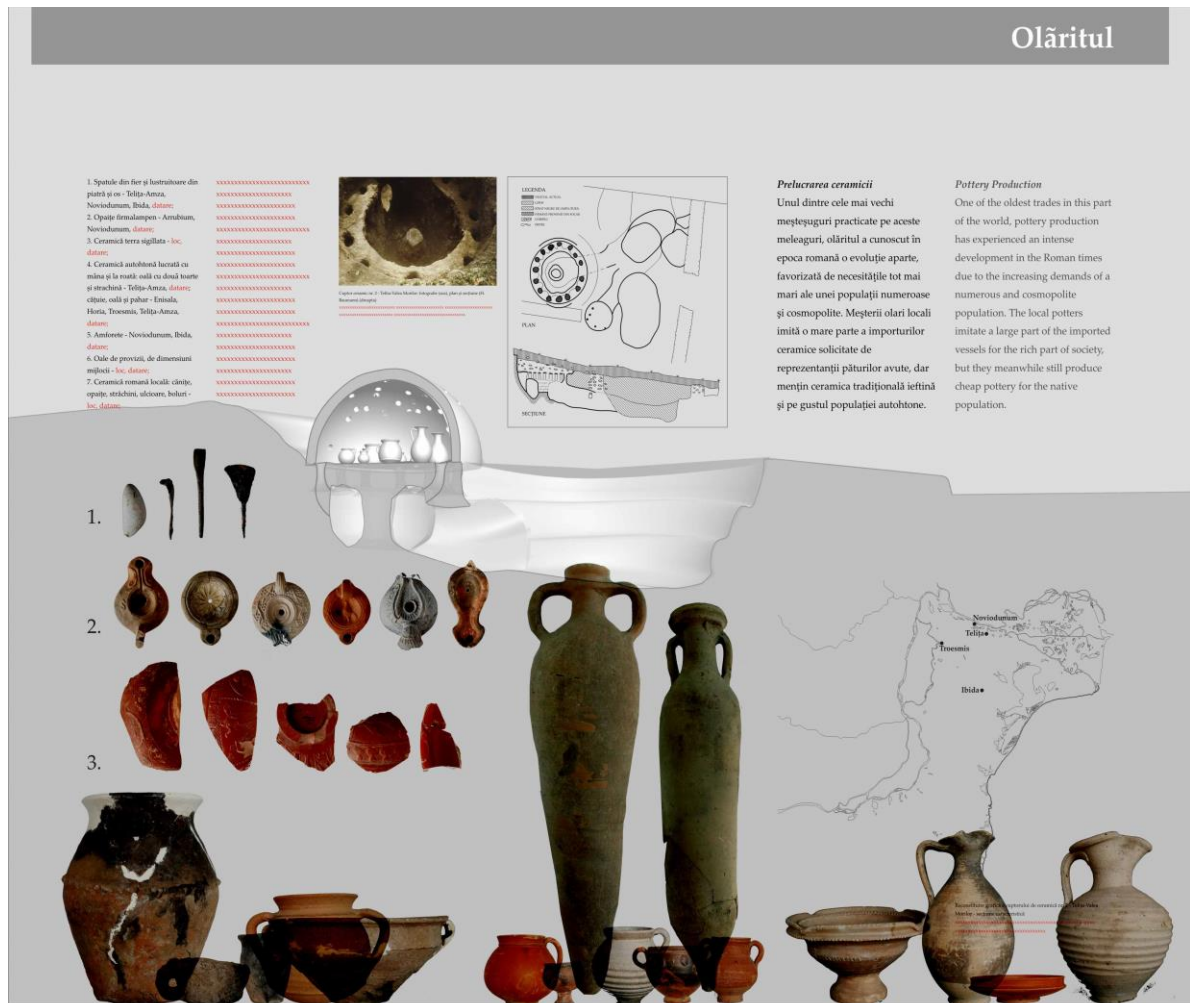 Olãritul
1. Spatule din fier și lustruitoare din
piatră și os - Telița-Amza,
Noviodunum, Ibida, datare;
2. Opaițe firmalampen - Arrubium,
Noviodunum, datare;
3. Ceramică terra sigillata - loc,
datare;
4. Ceramică autohtonă lucrată cu
mâna și la roată: oală cu două toarte
și strachină - Telița-Amza, datare;
cățuie, oală și pahar - Enisala,
Horia, Troesmis, Telița-Amza,
datare;
5. Amforete - Noviodunum, Ibida,
datare;
6. Oale de provizii, de dimensiuni
mijlocii - loc, datare;
7. Ceramică romană locală: cănițe,
opaițe, străchini, ulcioare, boluri -
loc, datare.
LEGENDA
PLAN
SECȚIUNE
Prelucrarea ceramicii
Unul dintre cele mai vechi
meșteșuguri practicate pe aceste
meleaguri, olăritul a cunoscut în
epoca romană o evoluție aparte,
favorizată de necesitățile tot mai
mari ale unei populații numeroase
și cosmopolite. Meșterii olari locali
imită o mare parte a importurilor
ceramice solicitate de
reprezentanții păturilor avute, dar
mențin ceramica tradițională ieftină
și pe gustul populației autohtone.
Pottery Production
One of the oldest trades in this part
of the world, pottery production
has experienced an intense
development in the Roman times
due to the increasing demands of a
numerous and cosmopolite
population. The local potters
imitate a large part of the imported
vessels for the rich part of society,
but they meanwhile still produce
cheap pottery for the native
population.
1.
2.
3.
Noviodunum
Telița
Troesmis
Ibida